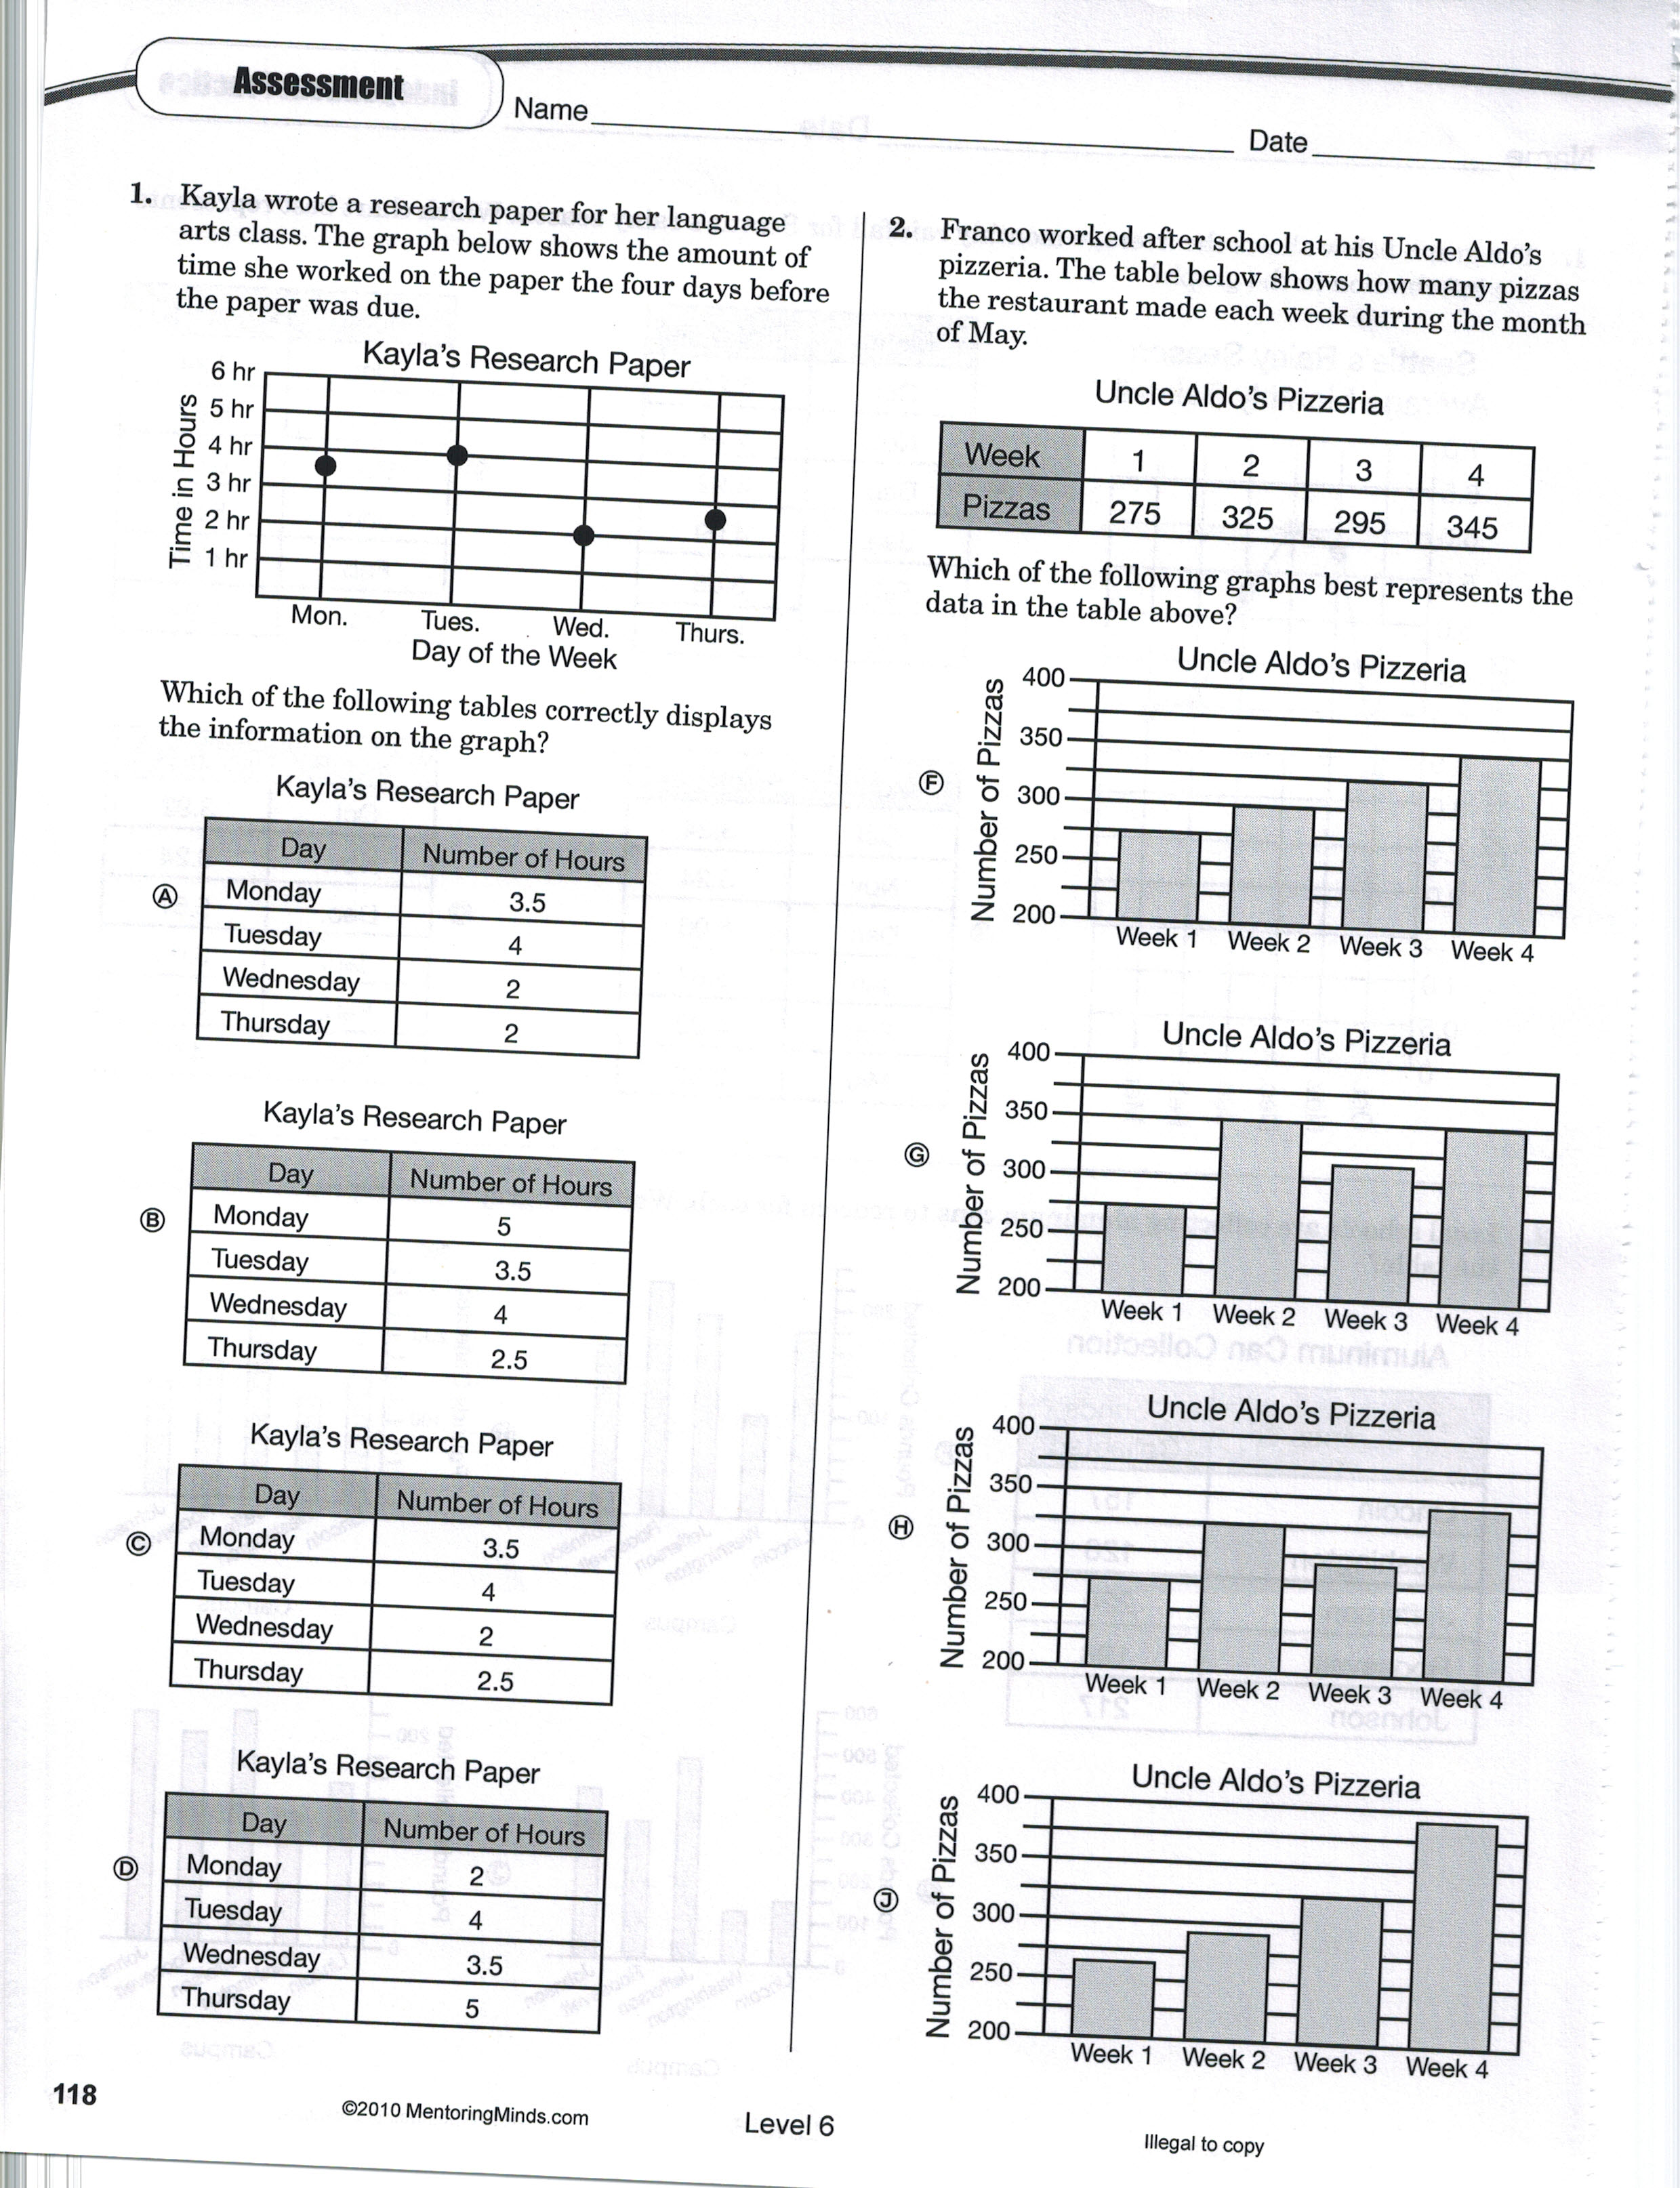 Assessment
Name
Date
1. Kayla wrote a research paper for her language
arts class. The graph below shows the amount of
time she worked on the paper the four days before
the paper was due.
Kayla's Research Paper
Time in Hours
6 hr
5 hr
4 hr
3 hr
2 hr
1 hr
Mon. Tues. Wed. Thurs.
Day of the Week
Which of the following tables correctly displays
the information on the graph?
Kayla's Research Paper
A
Day Number of Hours
Monday 3.5
Tuesday 4
Wednesday 2
Thursday 2
Kayla's Research Paper
B
Day Number of Hours
Monday 5
Tuesday 3.5
Wednesday 4
Thursday 2.5
Kayla's Research Paper
C
Day Number of Hours
Monday 3.5
Tuesday 4
Wednesday 2
Thursday 2.5
Kayla's Research Paper
D
Day Number of Hours
Monday 2
Tuesday 4
Wednesday 3.5
Thursday 5
2. Franco worked after school at his Uncle Aldo's
pizzeria. The table below shows how many pizzas
the restaurant made each week during the month
of May.
Uncle Aldo's Pizzeria
Week 1 2 3 4
Pizzas 275 325 295 345
Which of the following graphs best represents the
data in the table above?
Uncle Aldo's Pizzeria
F
Number of Pizzas
400
350
300
250
200
Week 1 Week 2 Week 3 Week 4
Uncle Aldo's Pizzeria
G
Number of Pizzas
400
350
300
250
200
Week 1 Week 2 Week 3 Week 4
Uncle Aldo's Pizzeria
H
Number of Pizzas
400
350
300
250
200
Week 1 Week 2 Week 3 Week 4
Uncle Aldo's Pizzeria
J
Number of Pizzas
400
350
300
250
200
Week 1 Week 2 Week 3 Week 4
118
©2010 MentoringMinds.com
Level 6
Illegal to copy